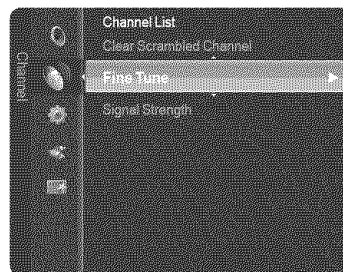 Channel
Channel List
Clear Scrambled Channel
Fine Tune
Signal Strength